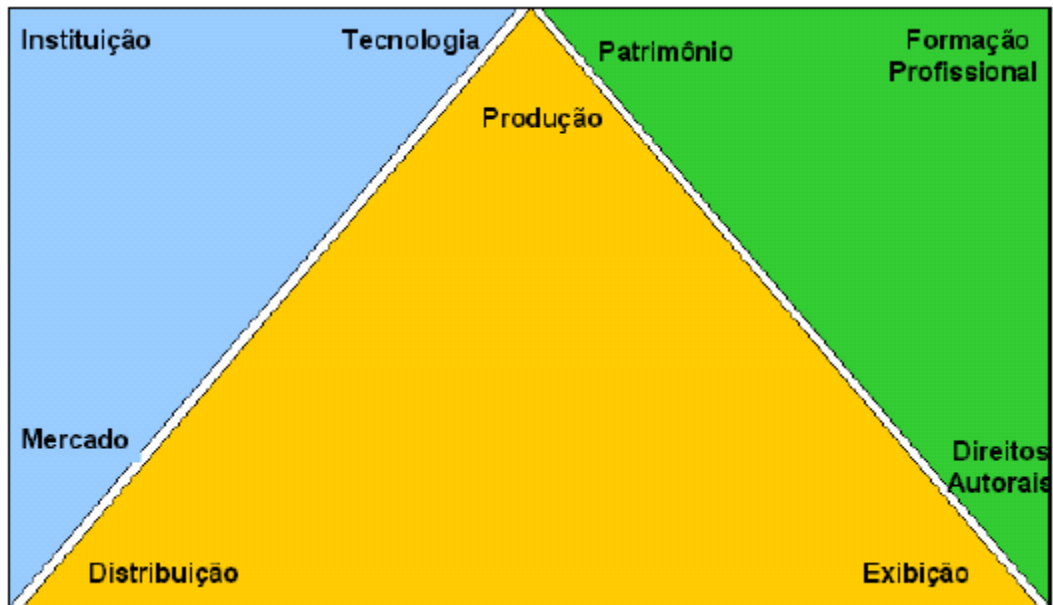 Instituição
Tecnologia
Patrimônio
Formação
Profissional
Produção
Mercado
Direitos
Autorais
Distribuição
Exibição